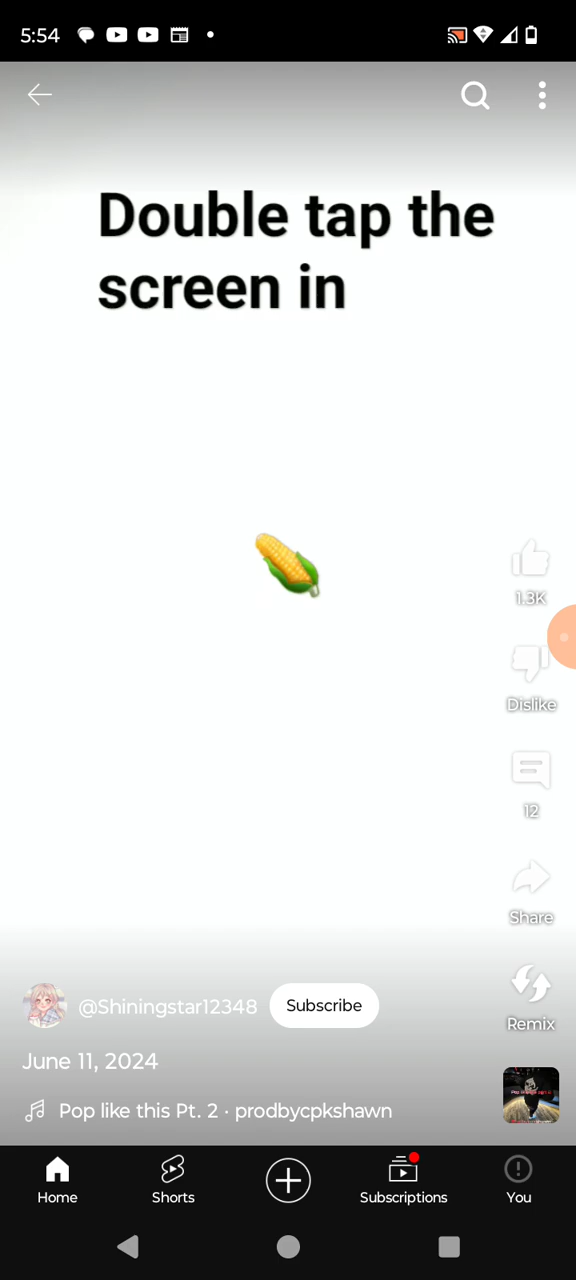 5:54
Double tap the
screen in
1.3K
Dislike
12
Share
Remix
@Shiningstar12348
Subscribe
June 11, 2024
Pop like this Pt. 2 · prodbycpkshawn
Home
Shorts
Subscriptions
You